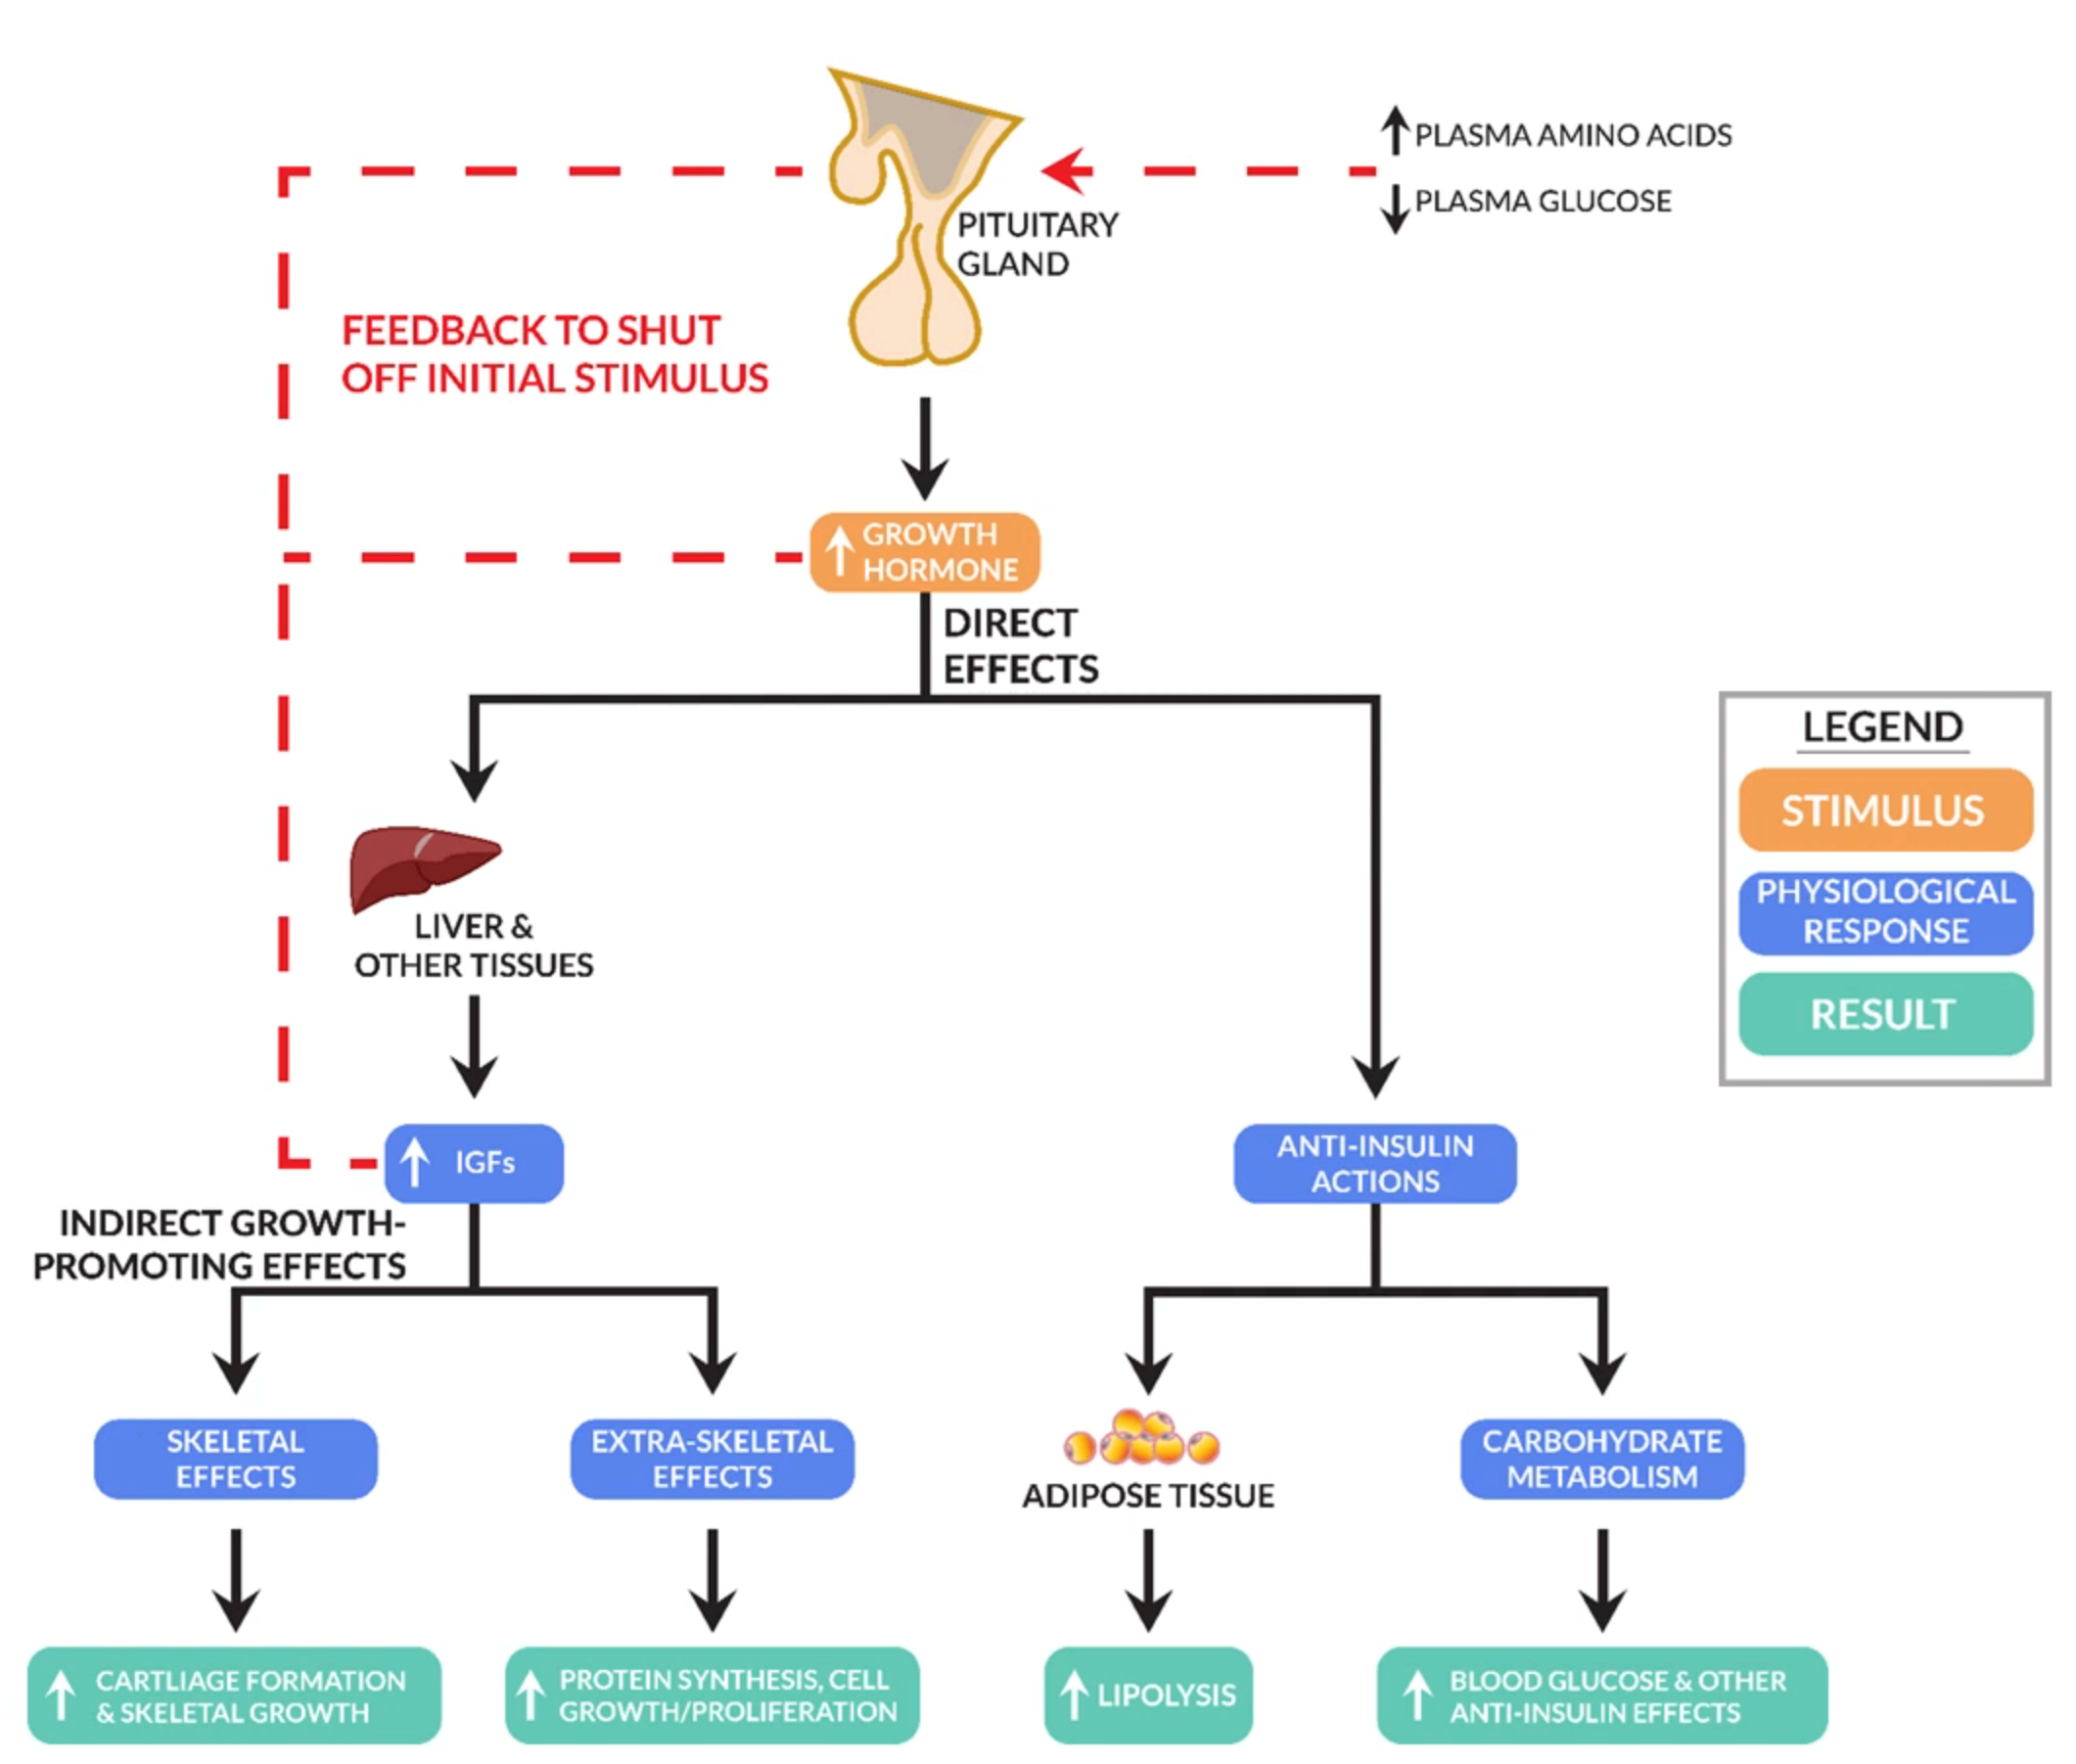 PLASMA AMINO ACIDS
PLASMA GLUCOSE
PITUITARY
GLAND
FEEDBACK TO SHUT
OFF INITIAL STIMULUS
GROWTH
HORMONE
DIRECT
EFFECTS
LEGEND
STIMULUS
PHYSIOLOGICAL
RESPONSE
RESULT
LIVER &
OTHER TISSUES
IGFs
ANTI-INSULIN
ACTIONS
INDIRECT GROWTH-
PROMOTING EFFECTS
SKELETAL
EFFECTS
EXTRA-SKELETAL
EFFECTS
ADIPOSE TISSUE
CARBOHYDRATE
METABOLISM
CARTLIAGE FORMATION
& SKELETAL GROWTH
PROTEIN SYNTHESIS, CELL
GROWTH/PROLIFERATION
LIPOLYSIS
BLOOD GLUCOSE & OTHER
ANTI-INSULIN EFFECTS